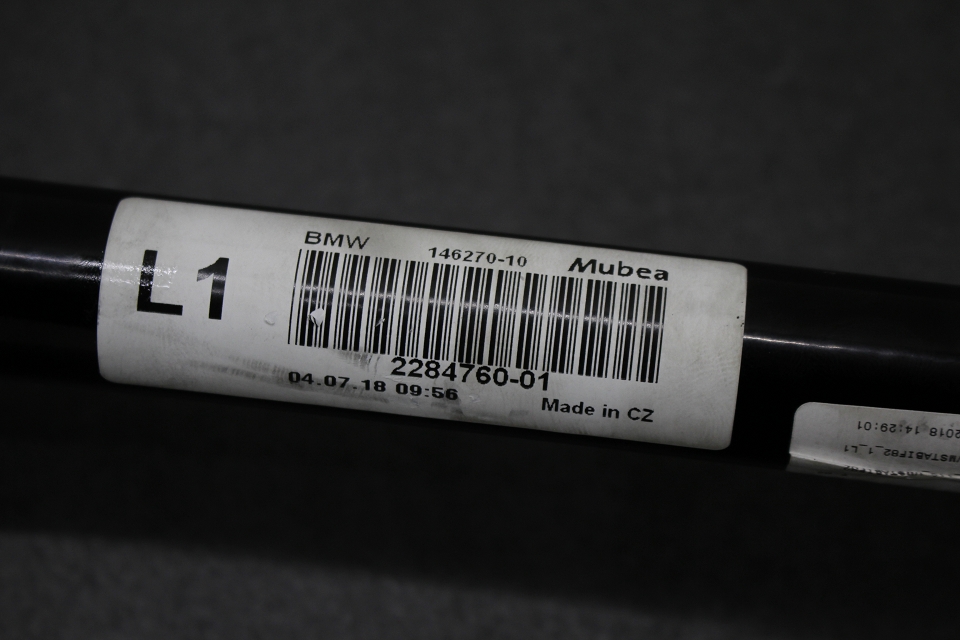 L1
BMW
146270-10
Mubea
2284760-01
04.07.18 09:56
Made in CZ
2018 14:29:01